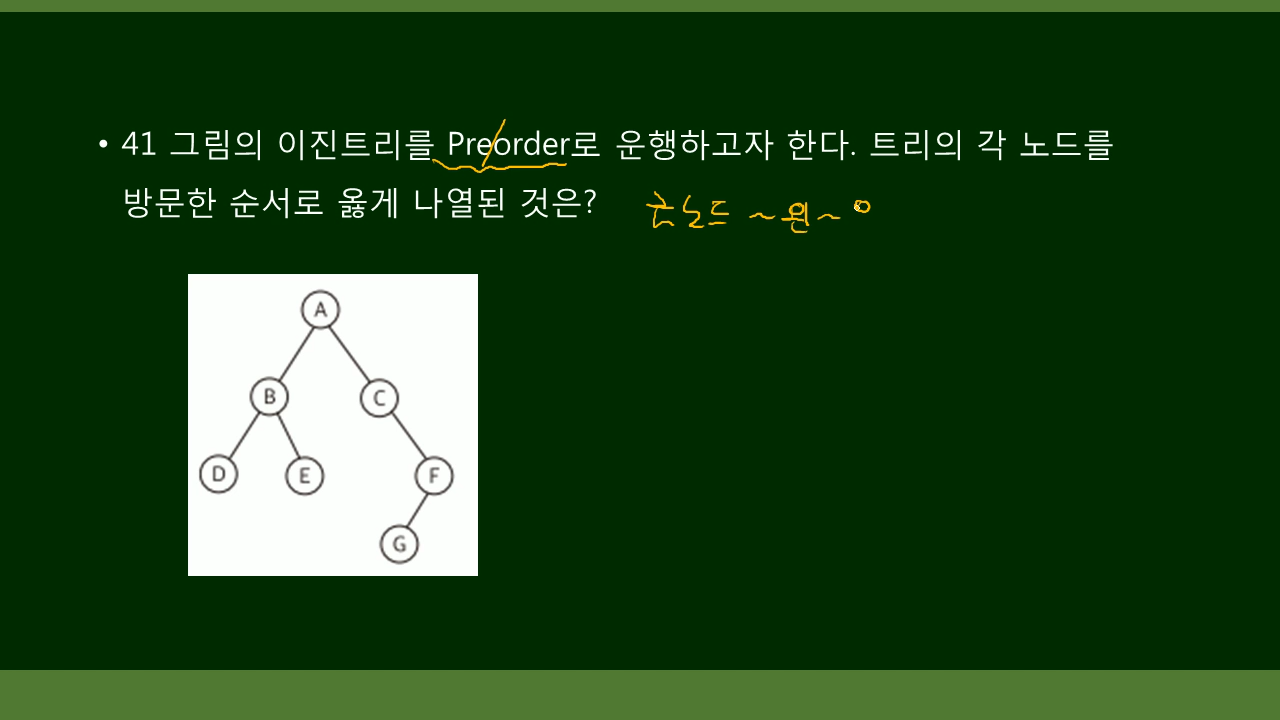 • 41 그림의 이진트리를 Preorder로 운행하고자 한다. 트리의 각 노드를
방문한 순서로 옳게 나열된 것은?
노드 ~ 왼 ~
A
B
C
D
E
F
G